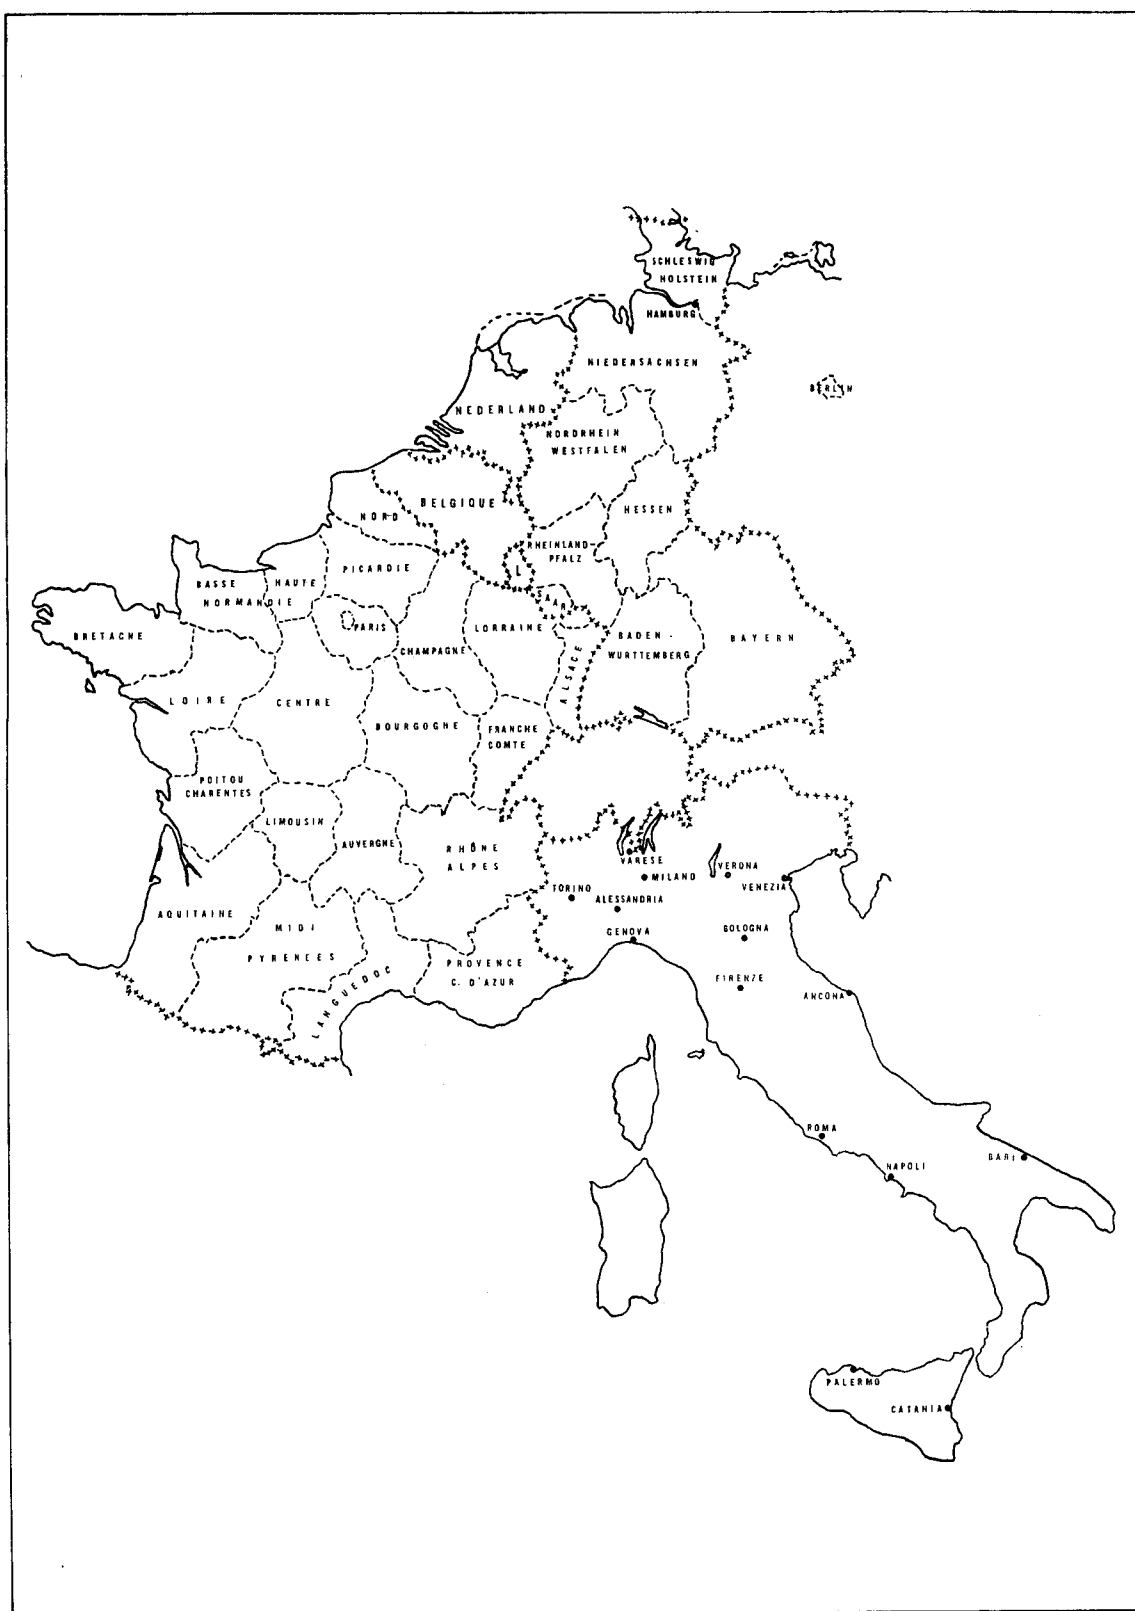 SCHLESWIG
HOLSTEIN
HAMBURG
NIEDERSACHSEN
BERLIN
NEDERLAND
NORDRHEIN
WESTFALEN
BELGIQUE
HESSEN
NORD
RHEINLAND-
PFALZ
L
PICARDIE
HAUTE
BASSE
NORMANDIE
SAAR
PARIS
LORRAINE
BRETAGNE
CHAMPAGNE
BADEN-
WURTTEMBERG
BAYERN
ALSACE
LOIRE
CENTRE
BOURGOGNE
FRANCHE
COMTE
POITOU
CHARENTES
LIMOUSIN
AUVERGNE
RHÔNE
ALPES
VARESE
MILANO
VERONA
VENEZIA
TORINO
ALESSANDRIA
AQUITAINE
MIDI
PYRENEES
GENOVA
BOLOGNA
LANGUEDOC
PROVENCE
C. D'AZUR
FIRENZE
ANCONA
ROMA
NAPOLI
BARI
PALERMO
CATANIA